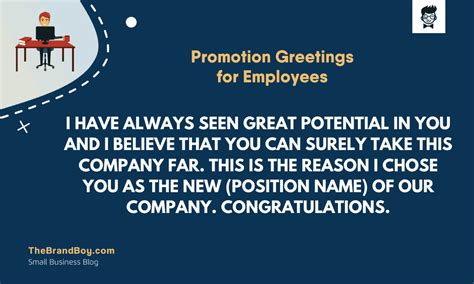 Promotion Greetings
for Employees
I HAVE ALWAYS SEEN GREAT POTENTIAL IN YOU
AND I BELIEVE THAT YOU CAN SURELY TAKE THIS
COMPANY FAR. THIS IS THE REASON I CHOSE
YOU AS THE NEW (POSITION NAME) OF OUR
COMPANY. CONGRATULATIONS.
TheBrandBoy.com
Small Business Blog